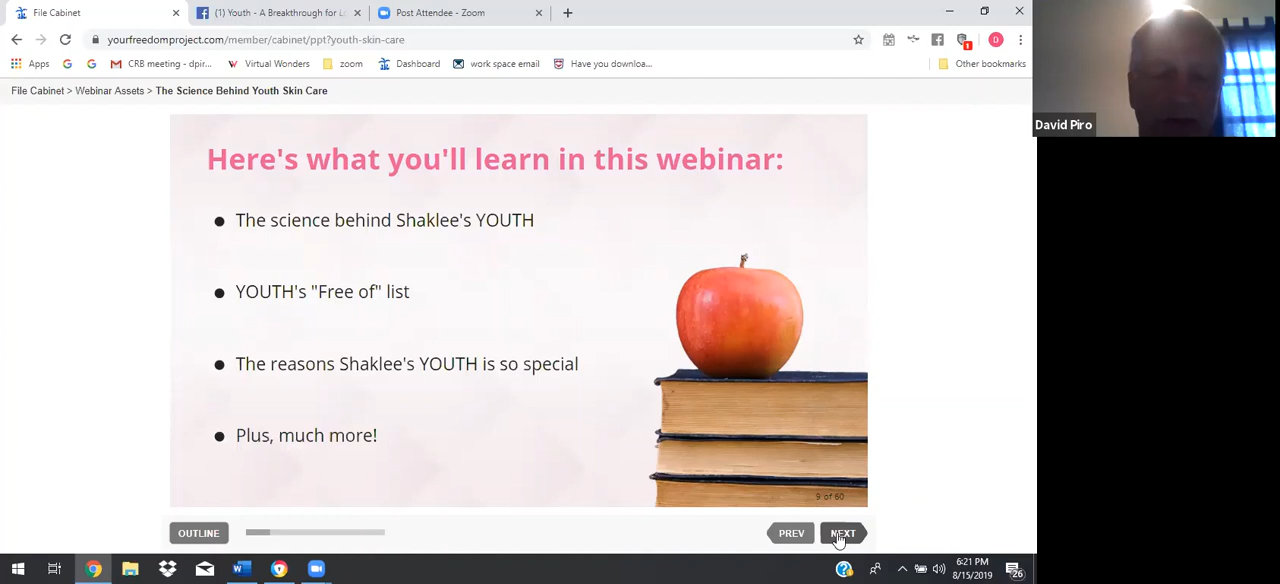 File Cabinet
(1) Youth - A Breakthrough for L
Post Attendee - Zoom
yourfreedomproject.com/member/cabinet/ppt?youth-skin-care
Apps
CRB meeting - dpir...
Virtual Wonders
zoom
Dashboard
work space email
Have you downloa...
Other bookmarks
File Cabinet > Webinar Assets > The Science Behind Youth Skin Care
David Piro
Here's what you'll learn in this webinar:
The science behind Shaklee's YOUTH
YOUTH's "Free of" list
The reasons Shaklee's YOUTH is so special
Plus, much more!
9 of 60
OUTLINE
PREV
NEXT
6:21 PM
8/15/2019
26